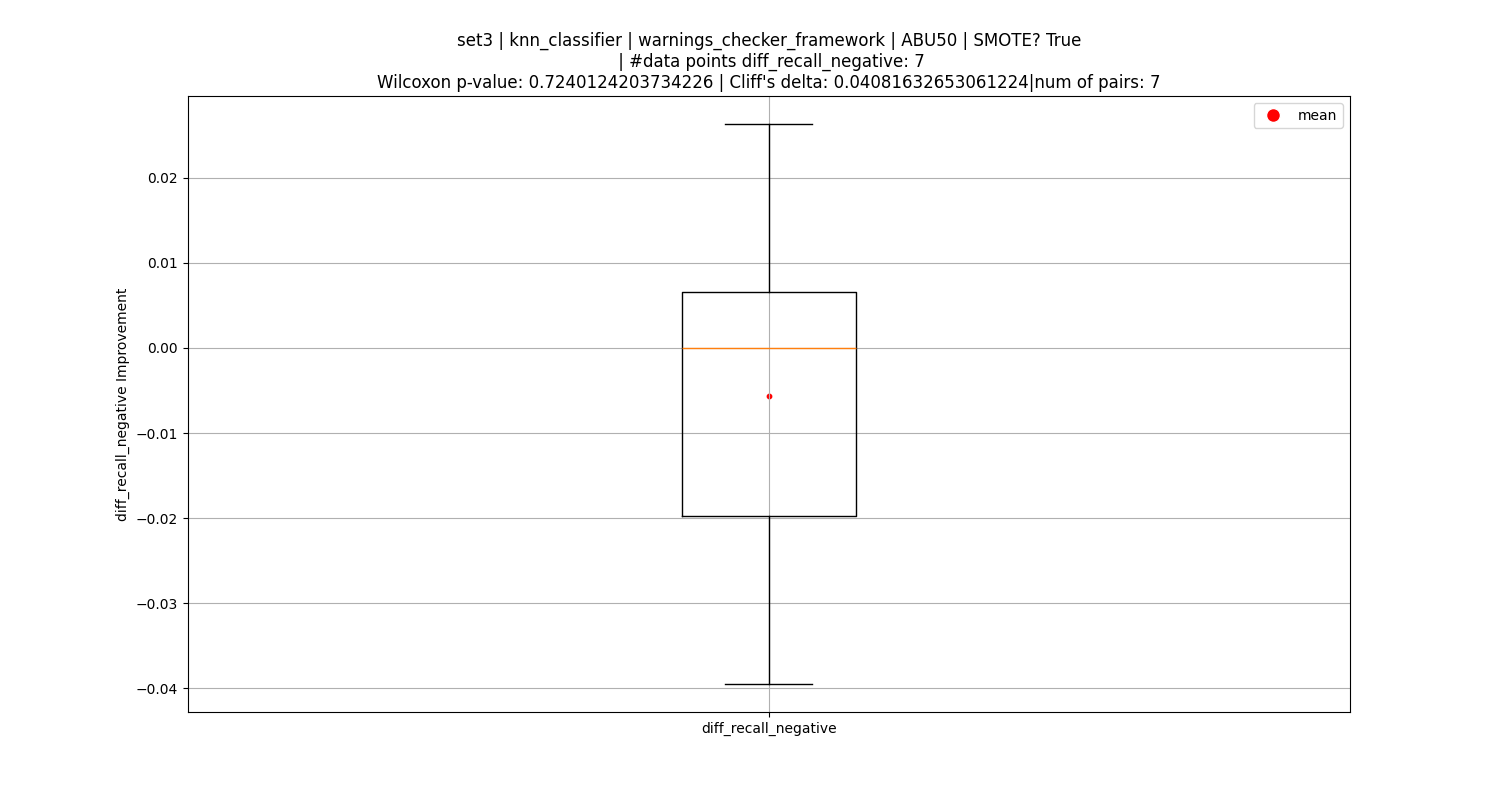 set3 | knn_classifier | warnings_checker_framework | ABU50 | SMOTE? True
| #data points diff_recall_negative: 7
Wilcoxon p-value: 0.7240124203734226 | Cliff's delta: 0.04081632653061224|num of pairs: 7
mean
0.02
0.01
0.00
−0.01
−0.02
−0.03
−0.04
diff_recall_negative Improvement
diff_recall_negative